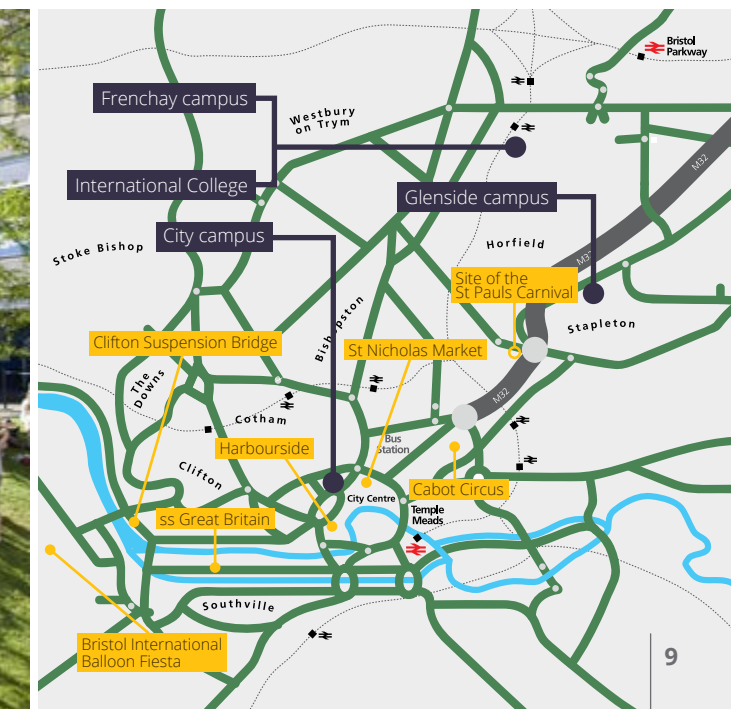 Bristol
Parkway
Frenchay campus
Westbury
on Trym
M32
International College
Glenside campus
City campus
Stoke Bishop
Horfield
M32
Site of the
St Pauls Carnival
Stapleton
Bishopston
Clifton Suspension Bridge
St Nicholas Market
The
Downs
M32
Cotham
Bus
Station
Harbourside
Clifton
Cabot Circus
City Centre
ss Great Britain
Temple
Meads
Southville
Bristol International
Balloon Fiesta
9